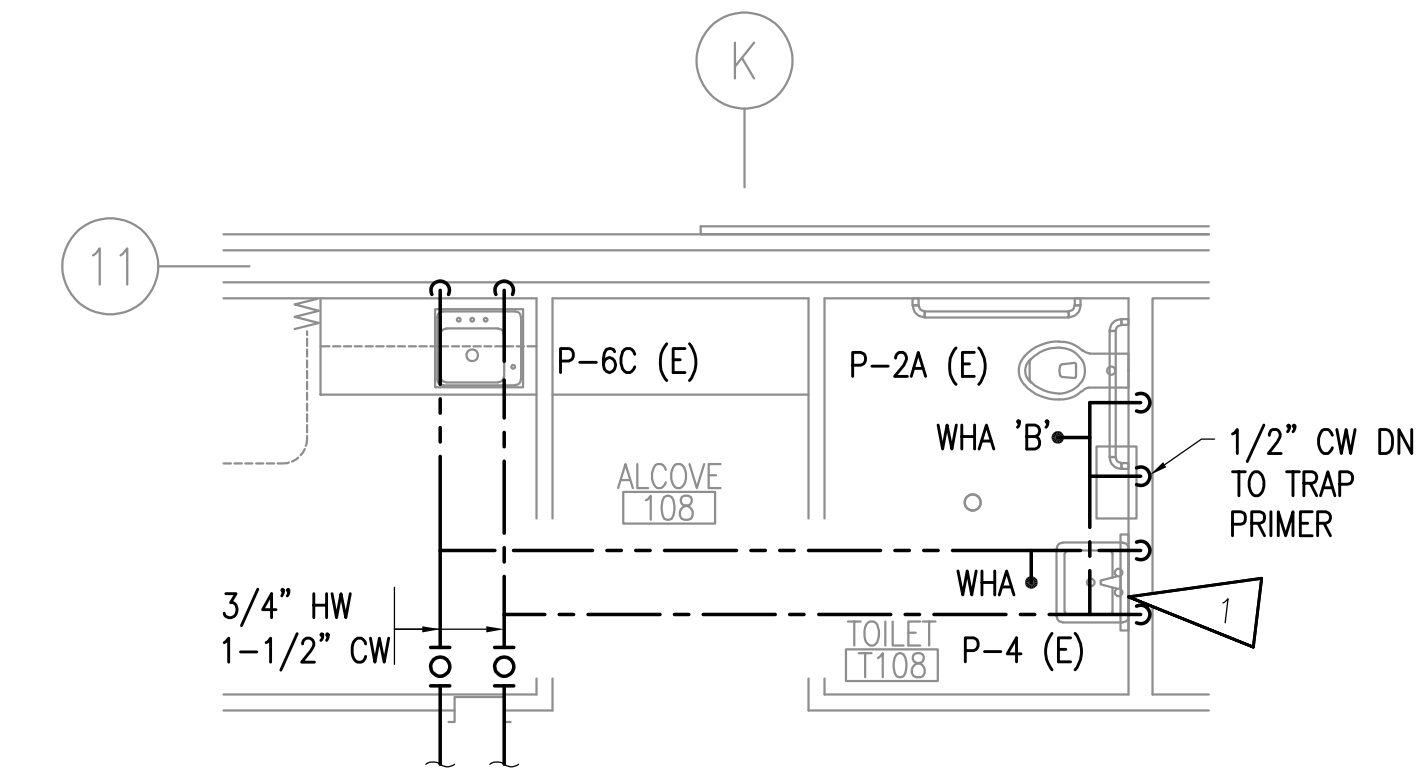 K
11
P-6C (E)
P-2A (E)
WHA 'B'
1/2" CW DN
TO TRAP
PRIMER
ALCOVE
108
WHA
3/4" HW
1-1/2" CW
1
TOILET
T108
P-4 (E)